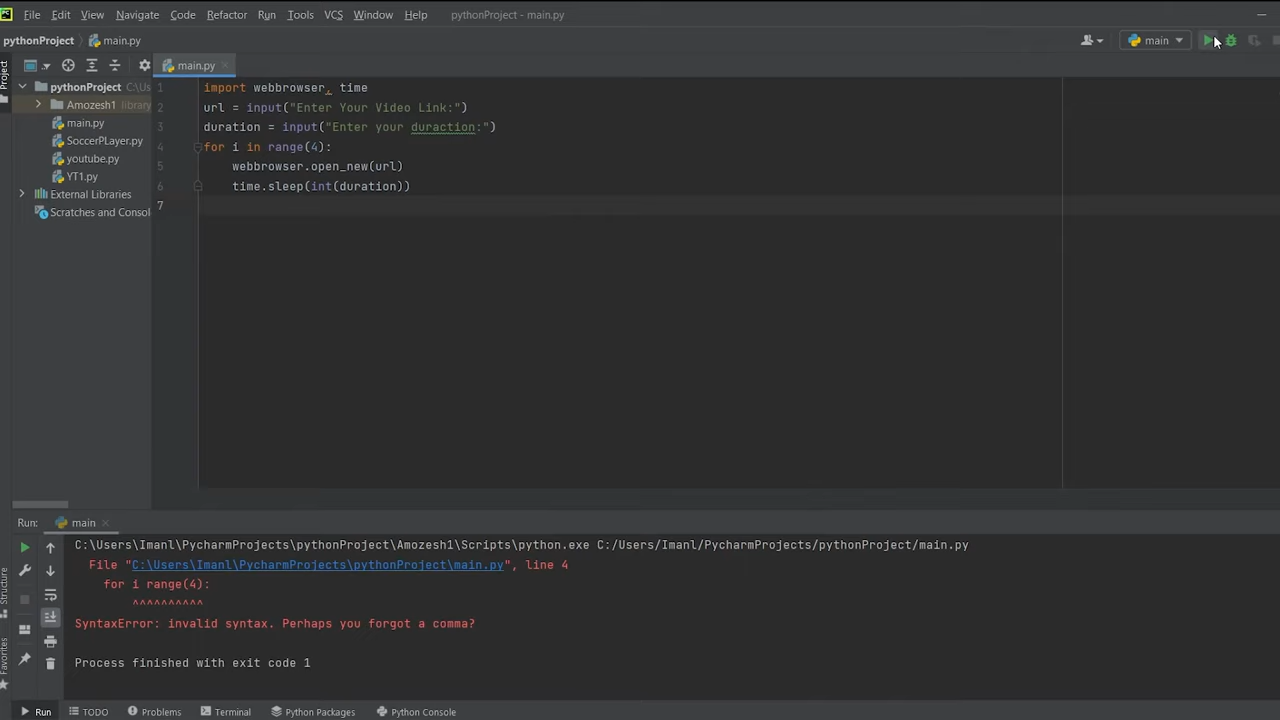 File Edit View Navigate Code Refactor Run Tools VCS Window Help pythonProject - main.py
pythonProject main.py
main
Project
main.py
pythonProject C:\Us
Amozesh1 library
main.py
SoccerPLayer.py
youtube.py
YT1.py
External Libraries
Scratches and Consol
1 import webbrowser, time
2 url = input("Enter Your Video Link:")
3 duration = input("Enter your duraction:")
4 for i in range(4):
5 webbrowser.open_new(url)
6 time.sleep(int(duration))
7
Run: main
C:\Users\Imanl\PycharmProjects\pythonProject\Amozesh1\Scripts\python.exe C:/Users/Imanl/PycharmProjects/pythonProject/main.py
File "C:\Users\Imanl\PycharmProjects\pythonProject\main.py", line 4
for i range(4):
^^^^^^^^^^
SyntaxError: invalid syntax. Perhaps you forgot a comma?
Process finished with exit code 1
Structure
Favorites
Run TODO Problems Terminal Python Packages Python Console